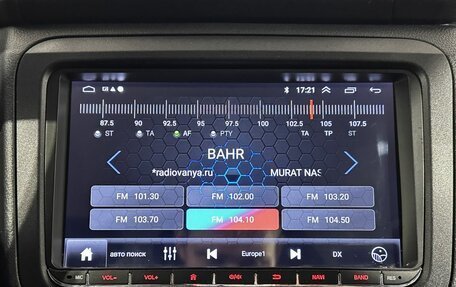 17:21
87.5 90 92.5 95 97.5 100 102.5 105 107.5
ST TA AF PTY TA TP ST
ВАНЯ
*radiovanya.ru MURAT NAS
FM 101.30 FM 102.00 FM 103.20
FM 103.70 FM 104.10 FM 104.50
авто поиск Europe1 DX
MIC VOL- VOL+ NAVI BAND RES